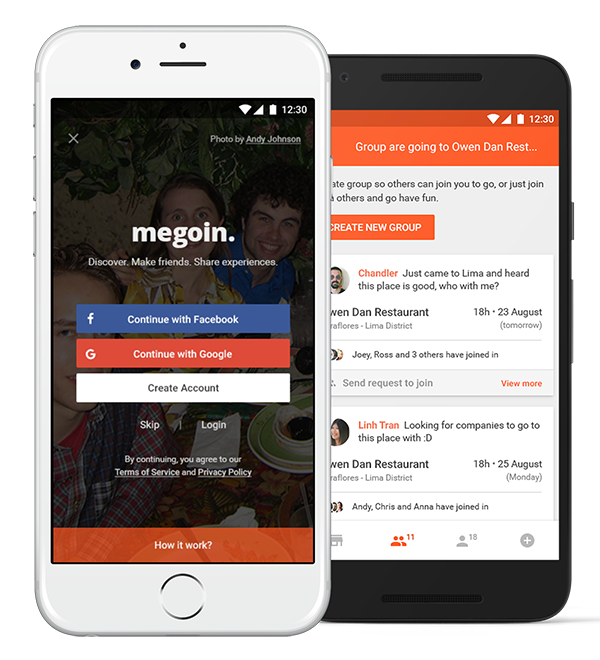 12:30
Photo by Andy Johnson
megoin.
Discover. Make friends. Share experiences.
Continue with Facebook
Continue with Google
Create Account
Skip | Login
By continuing, you agree to our
Terms of Service and Privacy Policy
How it work?
12:30
Group are going to Owen Dan Rest...
ate group so others can join you to go, or just join
others and go have fun.
CREATE NEW GROUP
Chandler Just came to Lima and heard
this place is good, who with me?
wen Dan Restaurant 18h • 23 August
raflores - Lima District (tomorrow)
Joey, Ross and 3 others have joined in
Send request to join View more
Linh Tran Looking for companies to go to
this place with :D
wen Dan Restaurant 18h • 25 August
raflores - Lima District (Monday)
Andy, Chris and Anna have joined in
11 18